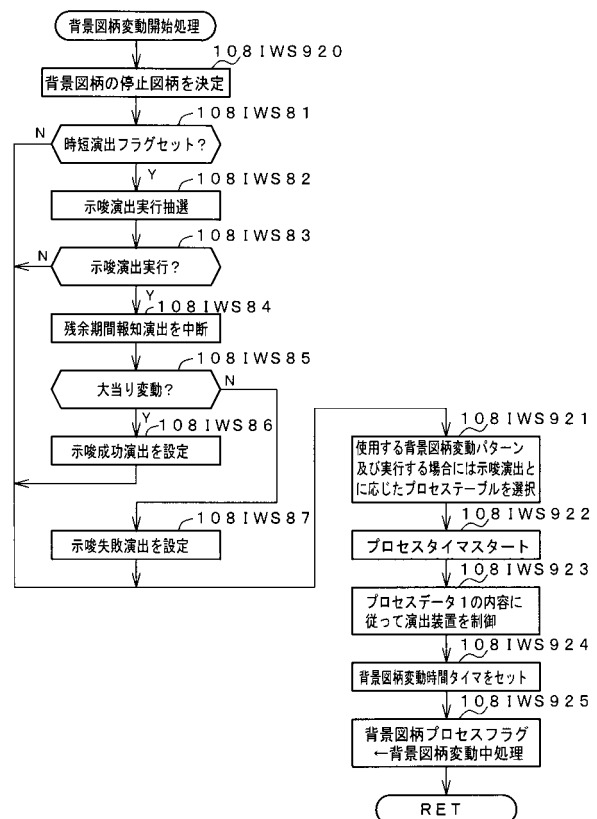 背景図柄変動開始処理
108IWS920
背景図柄の停止図柄を決定
108IWS81
N
時短演出フラグセット?
Y
108IWS82
示唆演出実行抽選
108IWS83
N
示唆演出実行?
Y
108IWS84
残余期間報知演出を中断
108IWS85
大当り変動?
N
Y
108IWS86
示唆成功演出を設定
108IWS87
示唆失敗演出を設定
108IWS921
使用する背景図柄変動パターン
及び実行する場合には示唆演出と
に応じたプロセステーブルを選択
108IWS922
プロセスタイマスタート
108IWS923
プロセスデータ1の内容に
従って演出装置を制御
108IWS924
背景図柄変動時間タイマをセット
108IWS925
背景図柄プロセスフラグ
←背景図柄変動中処理
RET